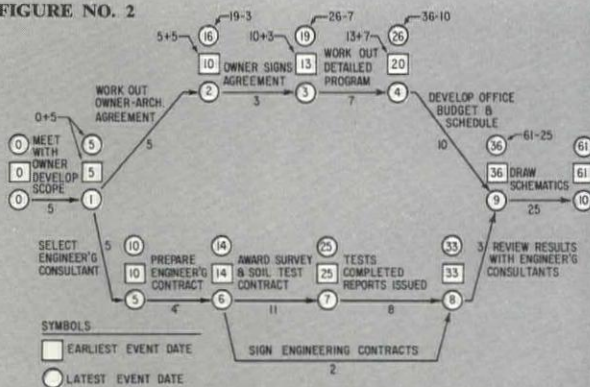 FIGURE NO. 2
19-3
26-7
36-10
5+5
16
10+3
19
13+7
26
10
13
20
WORK OUT
OWNER-ARCH.
AGREEMENT
OWNER SIGNS
AGREEMENT
WORK OUT
DETAILED
PROGRAM
2
3
3
7
4
0+5
5
DEVELOP OFFICE
BUDGET &
SCHEDULE
10
61-25
0
MEET
WITH
OWNER
DEVELOP
SCOPE
5
0
5
0
5
1
36
61
36
DRAW
SCHEMATICS
61
9
25
10
SELECT
ENGINEER'G
CONSULTANT
5
10
PREPARE
ENGINEER'G
CONTRACT
10
14
AWARD SURVEY
& SOIL TEST
CONTRACT
14
25
TESTS
COMPLETED
REPORTS ISSUED
25
33
33
3
REVIEW RESULTS
WITH ENGINEER'G
CONSULTANTS
5
4
6
11
7
8
8
SIGN ENGINEERING CONTRACTS
2
SYMBOLS
EARLIEST EVENT DATE
LATEST EVENT DATE